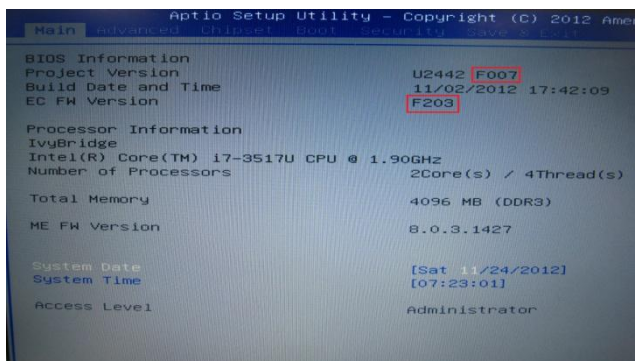 Aptio Setup Utility – Copyright (C) 2012 Amer
Main Advanced Chipset Boot Security Save & Exit
BIOS Information
Project Version U2442 F007
Build Date and Time 11/02/2012 17:42:09
EC FW Version F203
Processor Information
IvyBridge
Intel(R) Core(TM) i7-3517U CPU @ 1.90GHz
Number of Processors 2Core(s) / 4Thread(s)
Total Memory 4096 MB (DDR3)
ME FW Version 8.0.3.1427
System Date [Sat 11/24/2012]
System Time [07:23:01]
Access Level Administrator